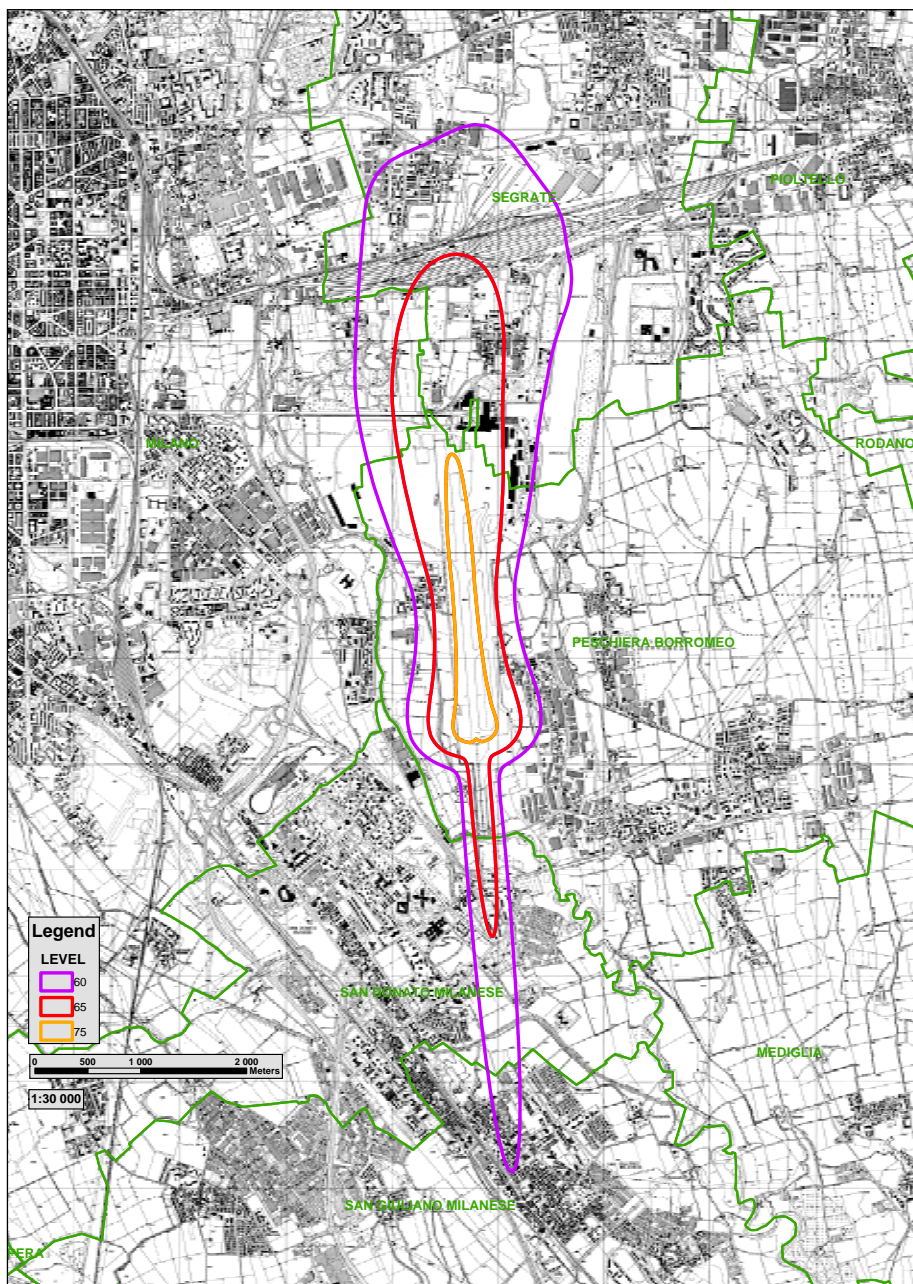 SEGRATE
PIOLTELLO
MILANO
RODANO
PESCHIERA BORROMEO
Legend
LEVEL
60
65
75
SAN DONATO MILANESE
MEDIGLIA
0 500 1 000 2 000
Meters
1:30 000
SAN GIULIANO MILANESE
PERA